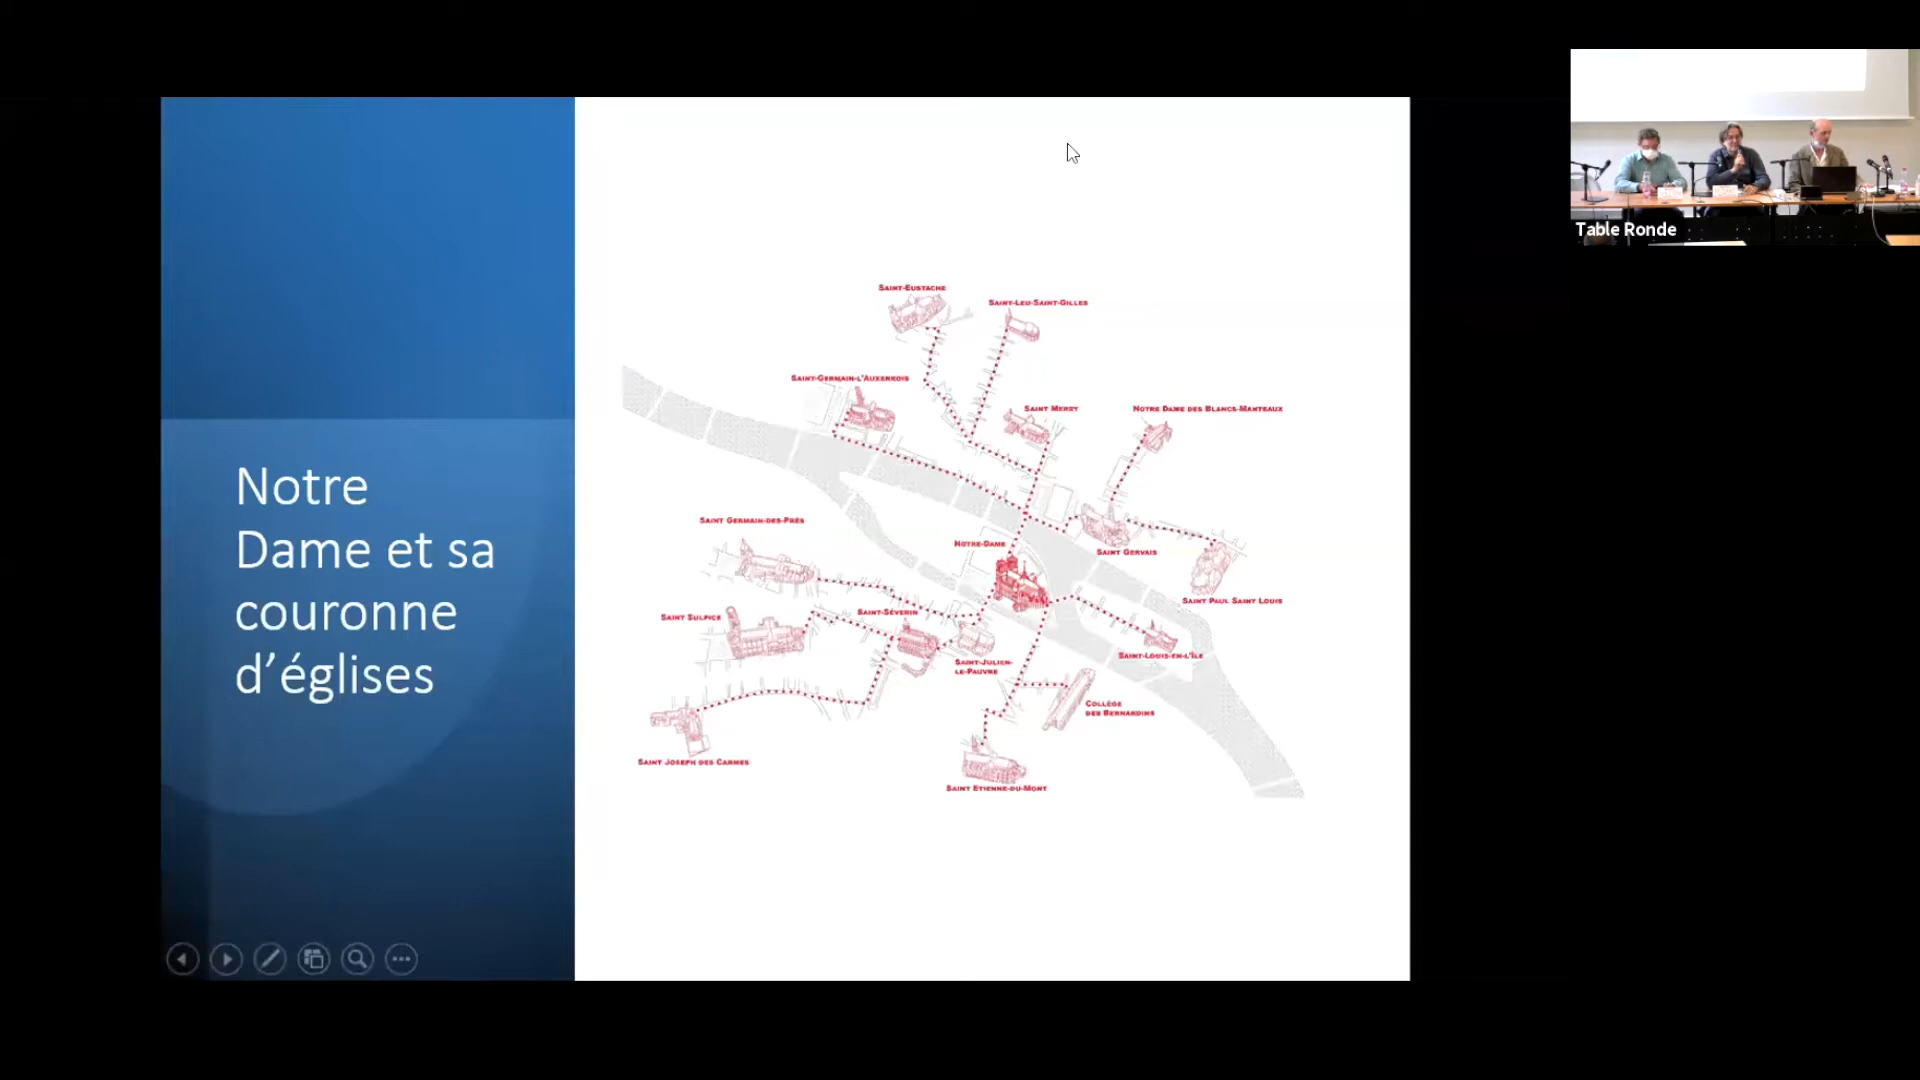 Notre
Dame et sa
couronne
d'églises
Saint-Eustache
Saint-Leu-Saint-Gilles
Saint-Germain-l'Auxerrois
Saint Merry
Notre Dame des Blancs-Manteaux
Saint Germain-des-Prés
Notre-Dame
Saint Gervais
Saint Paul Saint Louis
Saint Sulpice
Saint-Séverin
Saint-Julien-
le-Pauvre
Saint-Louis-en-l'Île
Collège
des Bernardins
Saint Joseph des Carmes
Saint Etienne-du-Mont
Table Ronde